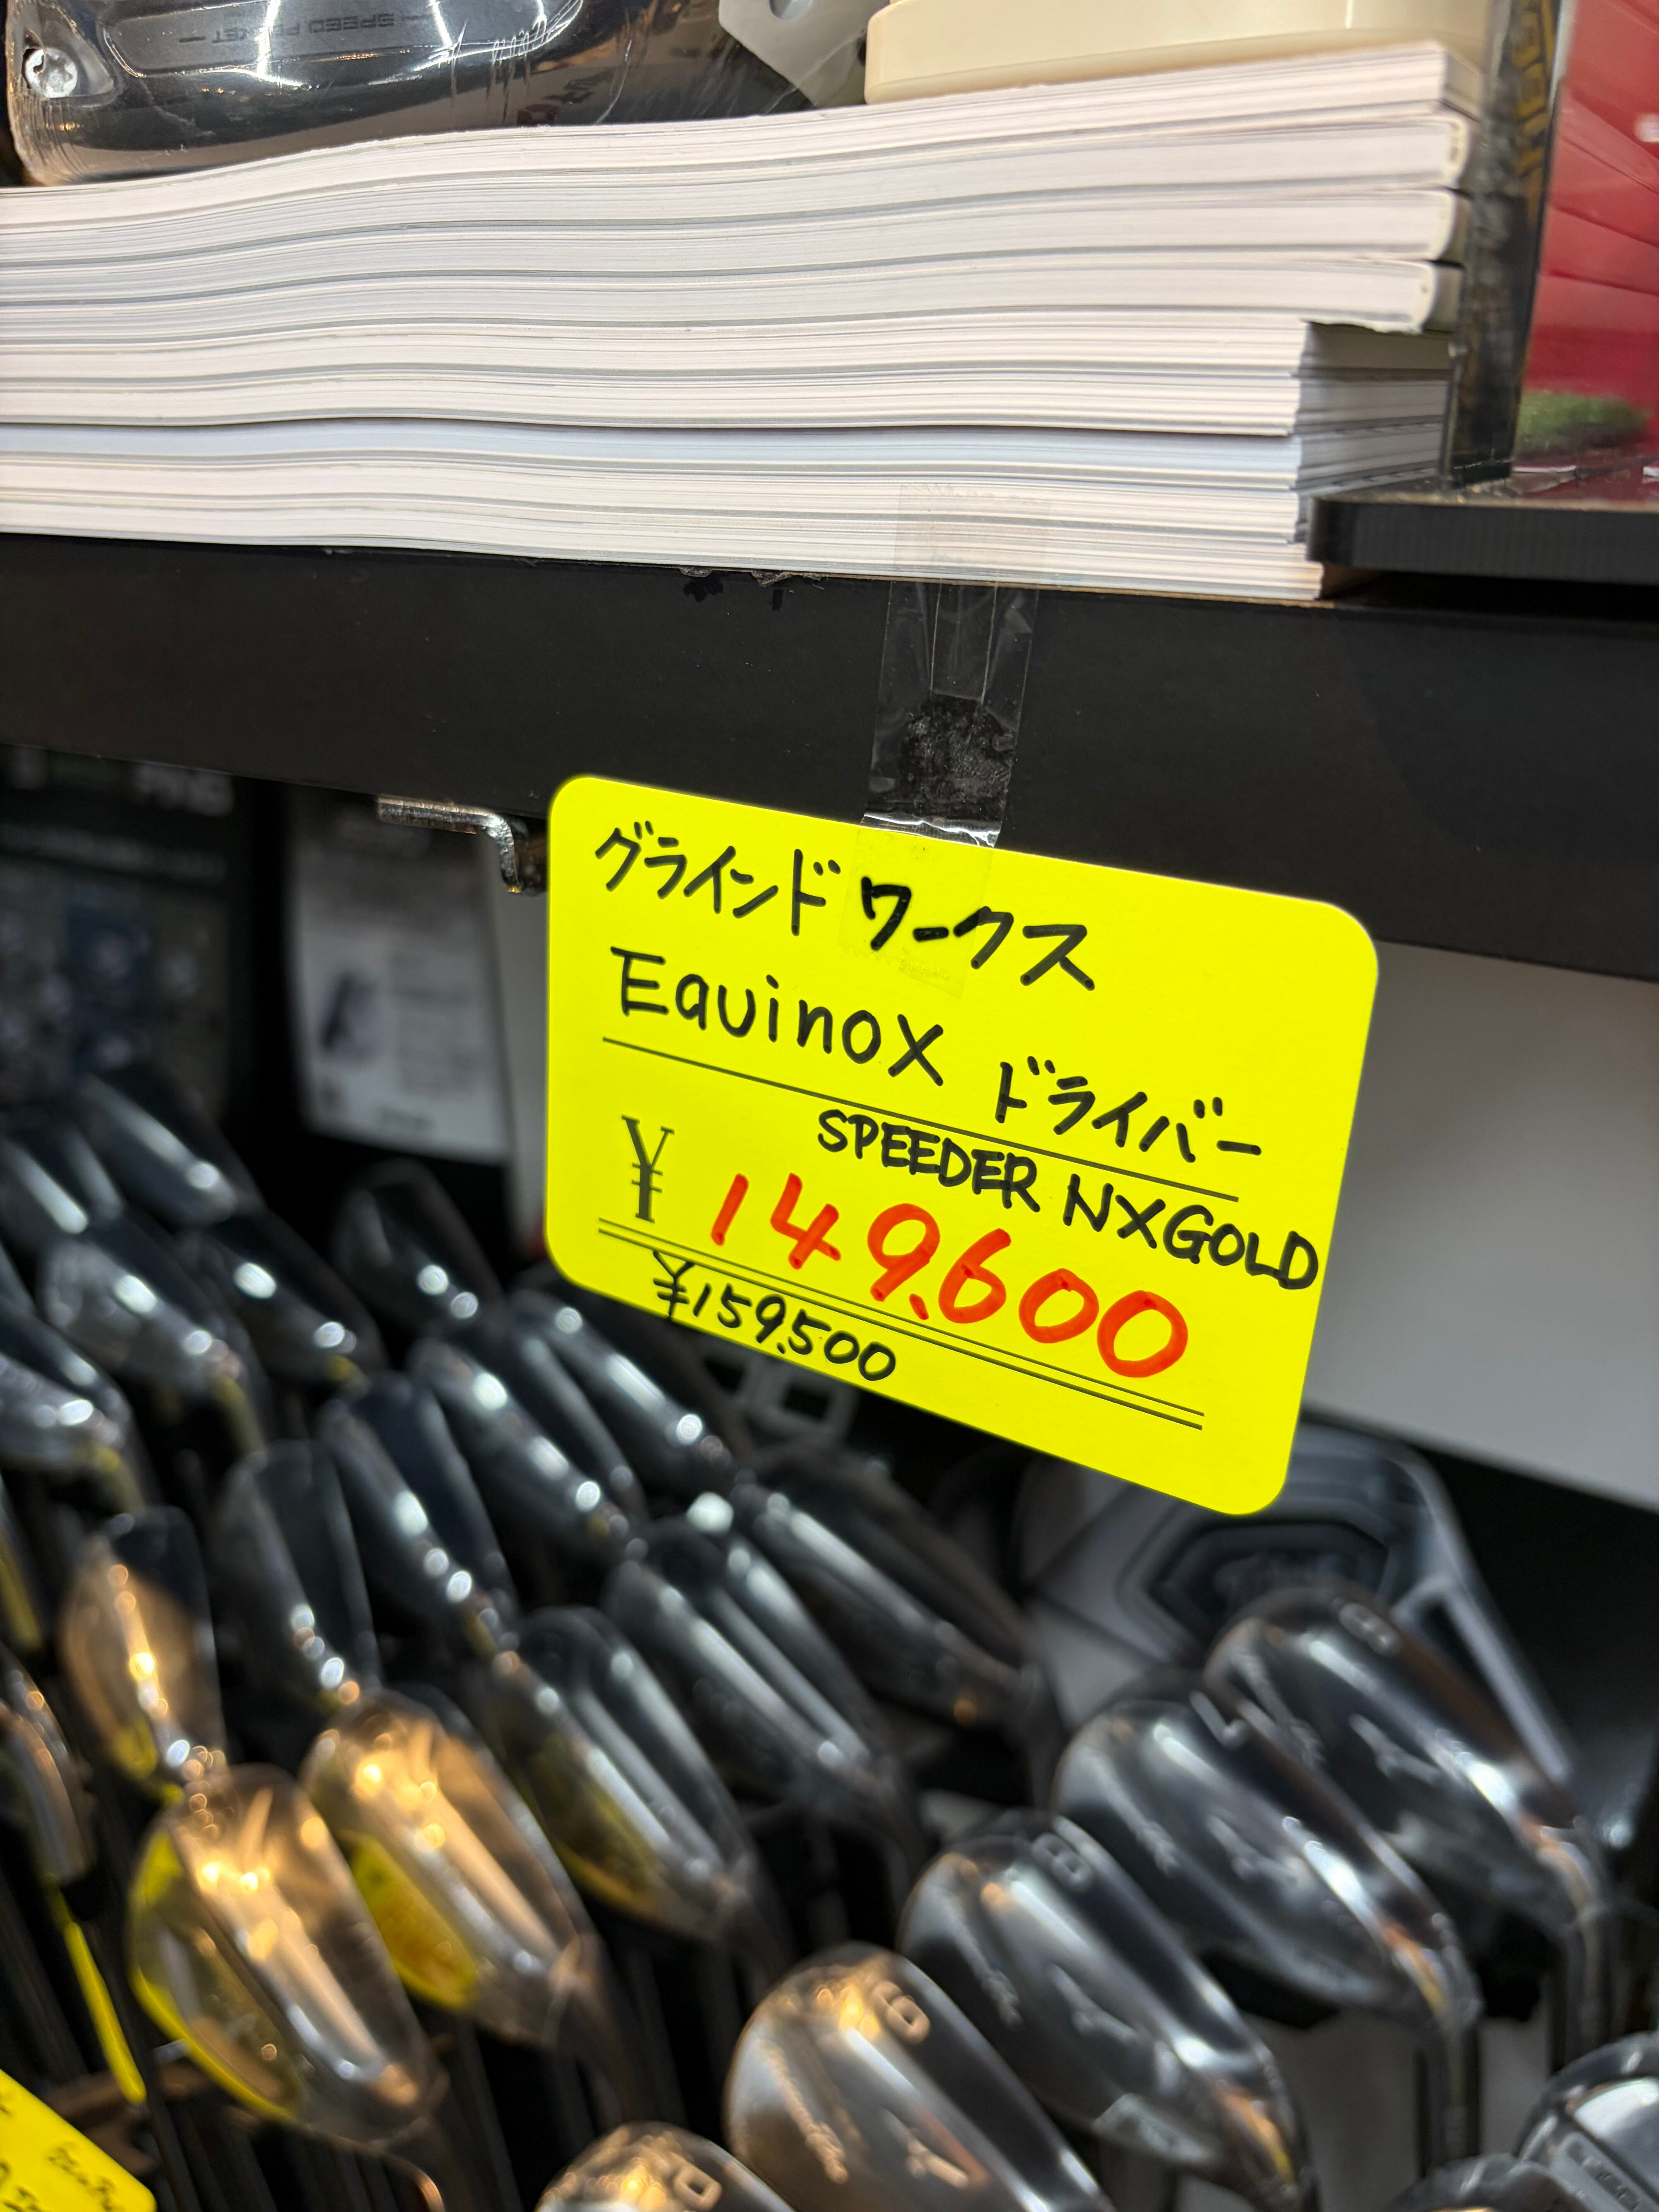 グラインドワークス
Equinox ドライバー
SPEEDER NXGOLD
¥149,600
¥159,500